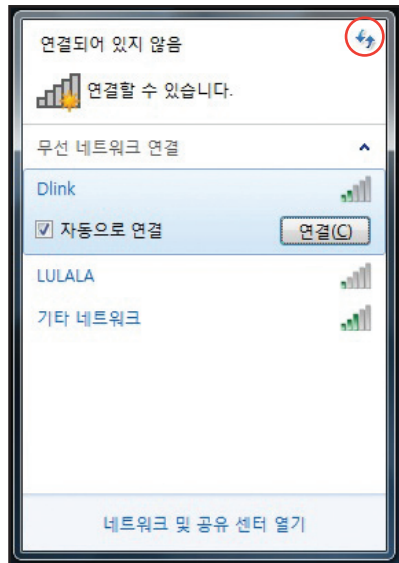 연결되어 있지 않음
연결할 수 있습니다.
무선 네트워크 연결
Dlink
자동으로 연결 연결(C)
LULALA
기타 네트워크
네트워크 및 공유 센터 열기